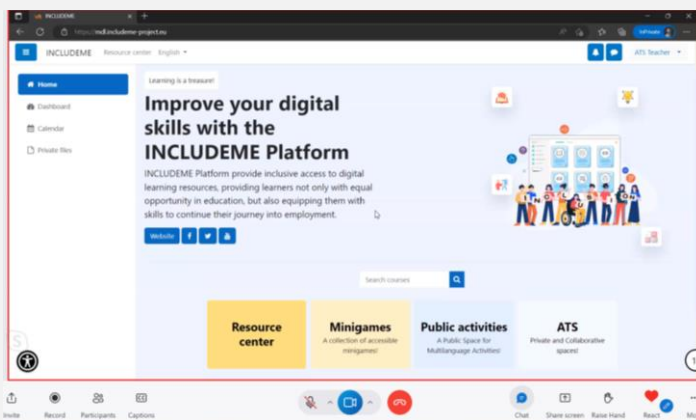 INCLUDEME
https://mdl.includeme-project.eu
InPrivate
INCLUDEME Resource center English
ATS Teacher
Home
Dashboard
Calendar
Private files
Learning is a treasure!
Improve your digital
skills with the
INCLUDEME Platform
INCLUDEME Platform provide inclusive access to digital
learning resources, providing learners not only with equal
opportunity in education, but also equipping them with
skills to continue their journey into employment.
Website
INCLUSION
Search courses
Resource
center
Minigames
A collection of accessible
minigames!
Public activities
A Public Space for
Multilanguage Activities!
ATS
Private and Collaborative
spaces!
Invite
Record
Participants
Captions
Chat
Share screen
Raise Hand
React